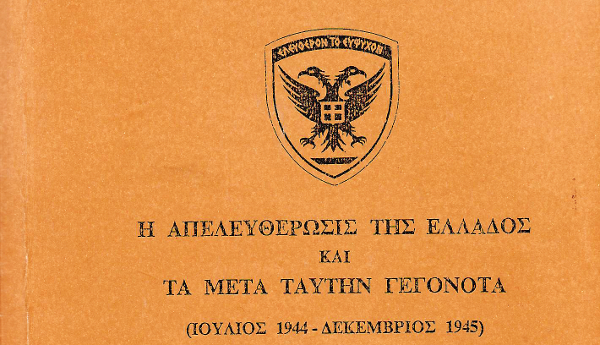 ΕΛΕΥΘΕΡΟΝ ΤΟ ΕΥΨΥΧΟΝ
Η ΑΠΕΛΕΥΘΕΡΩΣΙΣ ΤΗΣ ΕΛΛΑΔΟΣ
ΚΑΙ
ΤΑ ΜΕΤΑ ΤΑΥΤΗΝ ΓΕΓΟΝΟΤΑ
(ΙΟΥΛΙΟΣ 1944 - ΔΕΚΕΜΒΡΙΟΣ 1945)